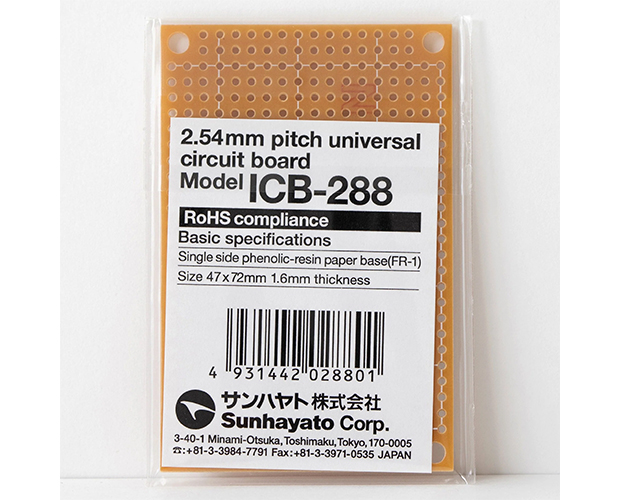 2.54mm pitch universal
circuit board
Model ICB-288
RoHS compliance
Basic specifications
Single side phenolic-resin paper base(FR-1)
Size 47x72mm 1.6mm thickness
4 931442 028801
サンハヤト株式会社
Sunhayato Corp.
3-40-1 Minami-Otsuka,Toshimaku,Tokyo,170-0005
☎:+81-3-3984-7791 Fax:+81-3-3971-0535 JAPAN